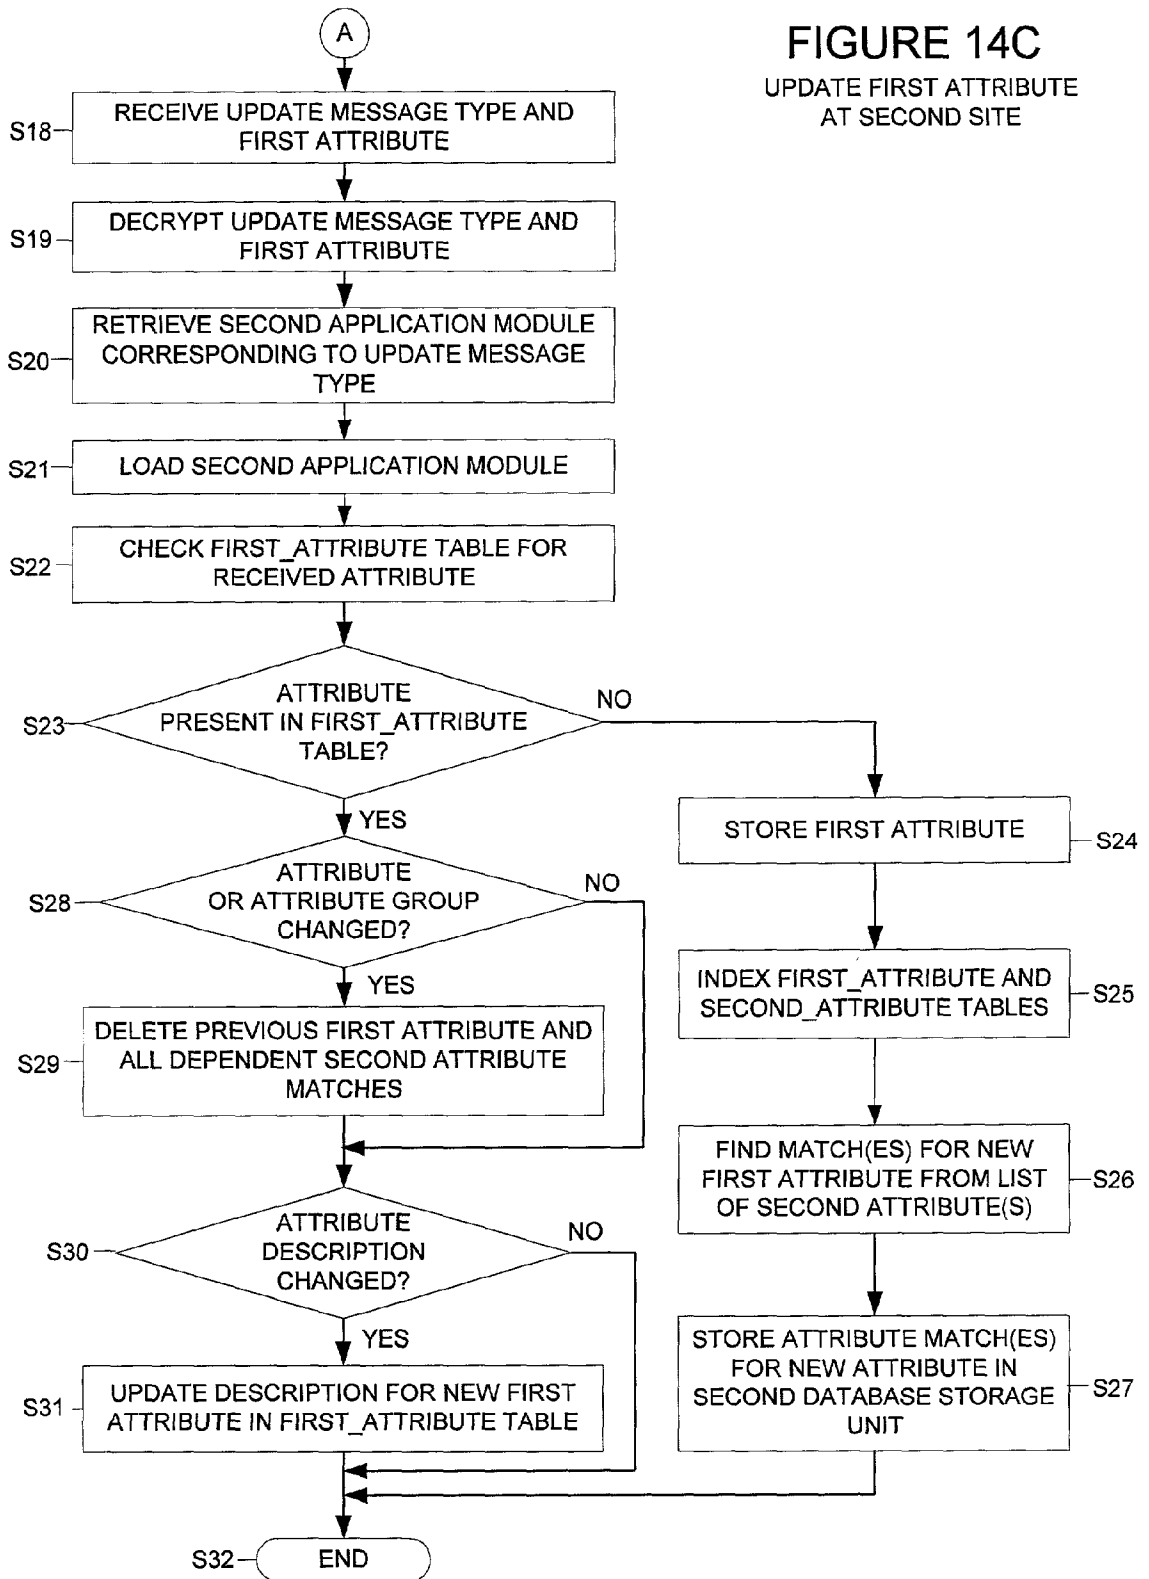 A
FIGURE 14C
UPDATE FIRST ATTRIBUTE
AT SECOND SITE
S18
RECEIVE UPDATE MESSAGE TYPE AND
FIRST ATTRIBUTE
S19
DECRYPT UPDATE MESSAGE TYPE AND
FIRST ATTRIBUTE
S20
RETRIEVE SECOND APPLICATION MODULE
CORRESPONDING TO UPDATE MESSAGE
TYPE
S21
LOAD SECOND APPLICATION MODULE
S22
CHECK FIRST_ATTRIBUTE TABLE FOR
RECEIVED ATTRIBUTE
S23
ATTRIBUTE
PRESENT IN FIRST_ATTRIBUTE
TABLE?
NO
YES
STORE FIRST ATTRIBUTE
S24
INDEX FIRST_ATTRIBUTE AND
SECOND_ATTRIBUTE TABLES
S25
FIND MATCH(ES) FOR NEW
FIRST ATTRIBUTE FROM LIST
OF SECOND ATTRIBUTE(S)
S26
STORE ATTRIBUTE MATCH(ES)
FOR NEW ATTRIBUTE IN
SECOND DATABASE STORAGE
UNIT
S27
S28
ATTRIBUTE
OR ATTRIBUTE GROUP
CHANGED?
NO
YES
S29
DELETE PREVIOUS FIRST ATTRIBUTE AND
ALL DEPENDENT SECOND ATTRIBUTE
MATCHES
S30
ATTRIBUTE
DESCRIPTION
CHANGED?
NO
YES
S31
UPDATE DESCRIPTION FOR NEW FIRST
ATTRIBUTE IN FIRST_ATTRIBUTE TABLE
S32
END